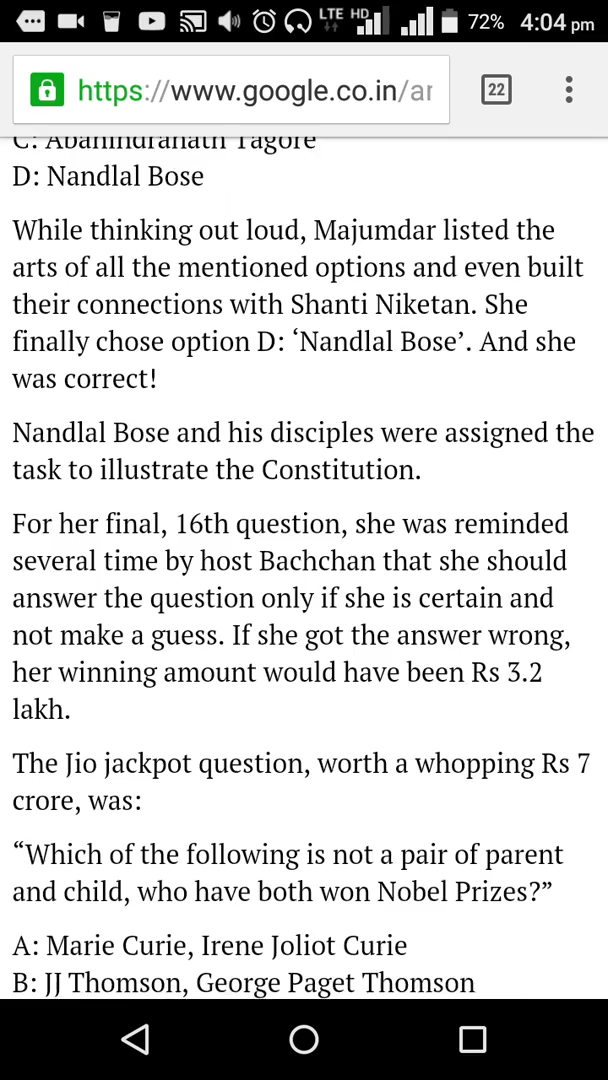 LTE HD 72% 4:04 pm
https://www.google.co.in/ar 22
C: Abanindranath Tagore
D: Nandlal Bose
While thinking out loud, Majumdar listed the
arts of all the mentioned options and even built
their connections with Shanti Niketan. She
finally chose option D: ‘Nandlal Bose’. And she
was correct!
Nandlal Bose and his disciples were assigned the
task to illustrate the Constitution.
For her final, 16th question, she was reminded
several time by host Bachchan that she should
answer the question only if she is certain and
not make a guess. If she got the answer wrong,
her winning amount would have been Rs 3.2
lakh.
The Jio jackpot question, worth a whopping Rs 7
crore, was:
“Which of the following is not a pair of parent
and child, who have both won Nobel Prizes?”
A: Marie Curie, Irene Joliot Curie
B: JJ Thomson, George Paget Thomson